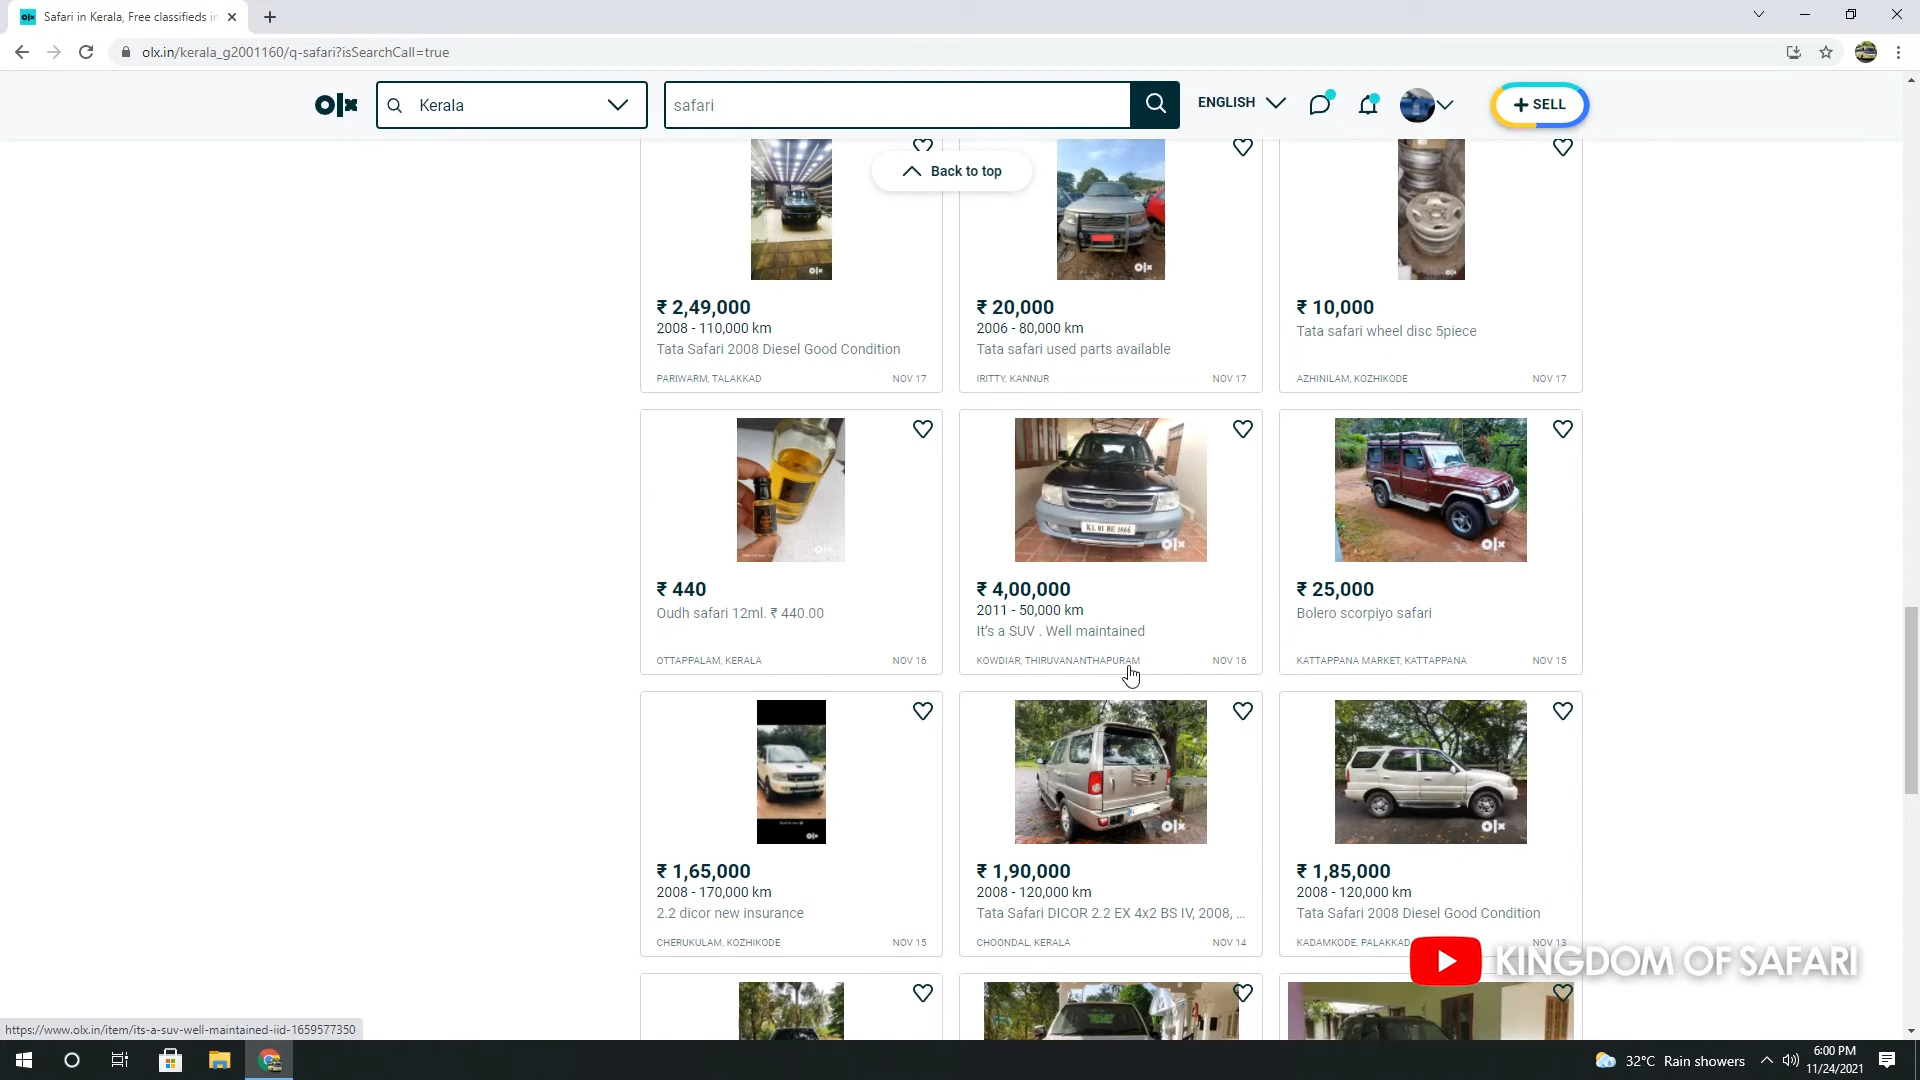 Safari in Kerala, Free classifieds in
olx.in/kerala_g2001160/q-safari?isSearchCall=true
olx
Kerala
safari
ENGLISH
SELL
Back to top
₹ 2,49,000
2008 - 110,000 km
Tata Safari 2008 Diesel Good Condition
PARIWARM, TALAKKAD
NOV 17
₹ 20,000
2006 - 80,000 km
Tata safari used parts available
IRITTY, KANNUR
NOV 17
₹ 10,000
Tata safari wheel disc 5piece
AZHINILAM, KOZHIKODE
NOV 17
₹ 440
Oudh safari 12ml. ₹ 440.00
OTTAPPALAM, KERALA
NOV 16
₹ 4,00,000
2011 - 50,000 km
It's a SUV . Well maintained
KOWDIAR, THIRUVANANTHAPURAM
NOV 16
₹ 25,000
Bolero scorpiyo safari
KATTAPPANA MARKET, KATTAPPANA
NOV 15
₹ 1,65,000
2008 - 170,000 km
2.2 dicor new insurance
CHERUKULAM, KOZHIKODE
NOV 15
₹ 1,90,000
2008 - 120,000 km
Tata Safari DICOR 2.2 EX 4x2 BS IV, 2008, ...
CHOONDAL, KERALA
NOV 14
₹ 1,85,000
2008 - 120,000 km
Tata Safari 2008 Diesel Good Condition
KADAMKODE, PALAKKAD
NOV 13
KINGDOM OF SAFARI
https://www.olx.in/item/its-a-suv-well-maintained-iid-1659577350
32°C Rain showers
6:00 PM
11/24/2021